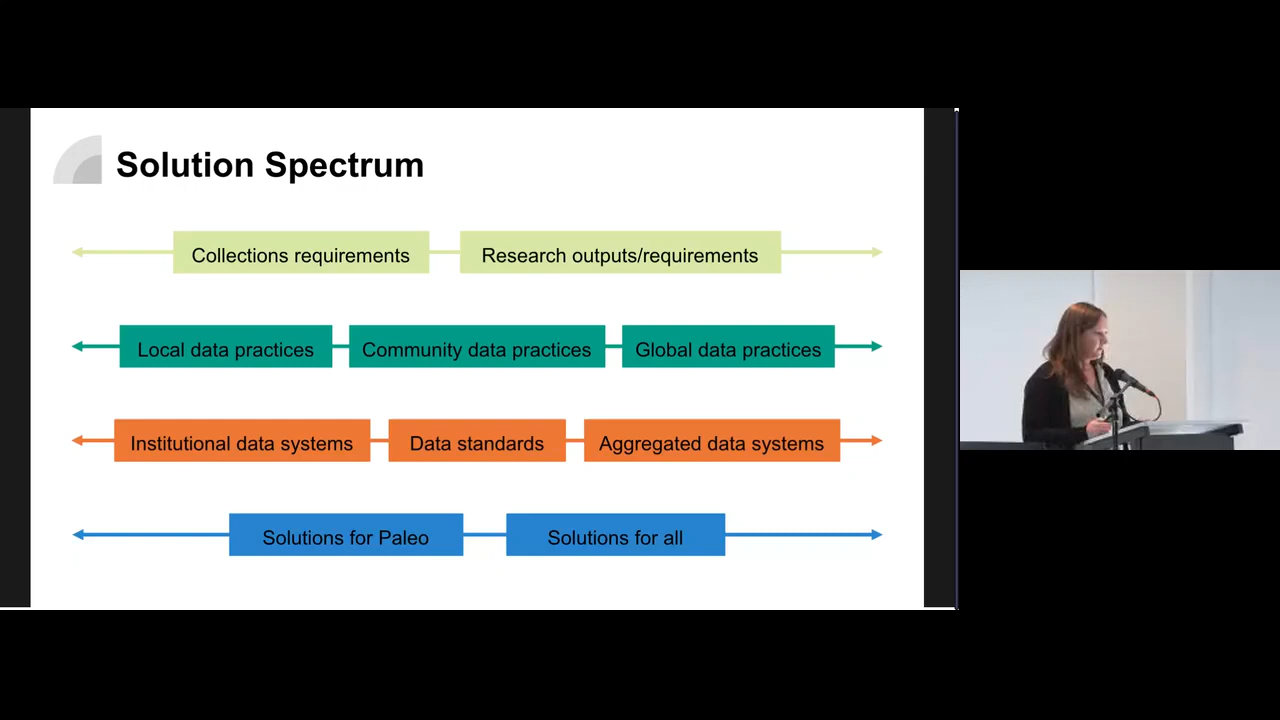 Solution Spectrum
Collections requirements
Research outputs/requirements
Local data practices
Community data practices
Global data practices
Institutional data systems
Data standards
Aggregated data systems
Solutions for Paleo
Solutions for all